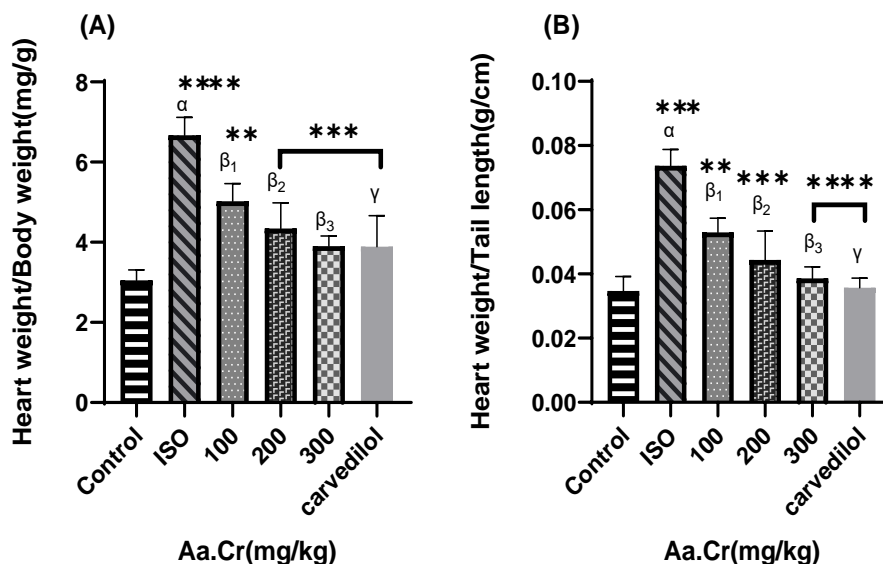 (A)
Heart weight/Body weight(mg/g)
8
6
4
2
0
****
α
**
β1
***
β2
β3
γ
Control
ISO
100
200
300
carvedilol
Aa.Cr(mg/kg)
(B)
Heart weight/Tail length(g/cm)
0.10
0.08
0.06
0.04
0.02
0.00
***
α
**
β1
***
β2
****
β3
γ
Control
ISO
100
200
300
carvedilol
Aa.Cr(mg/kg)